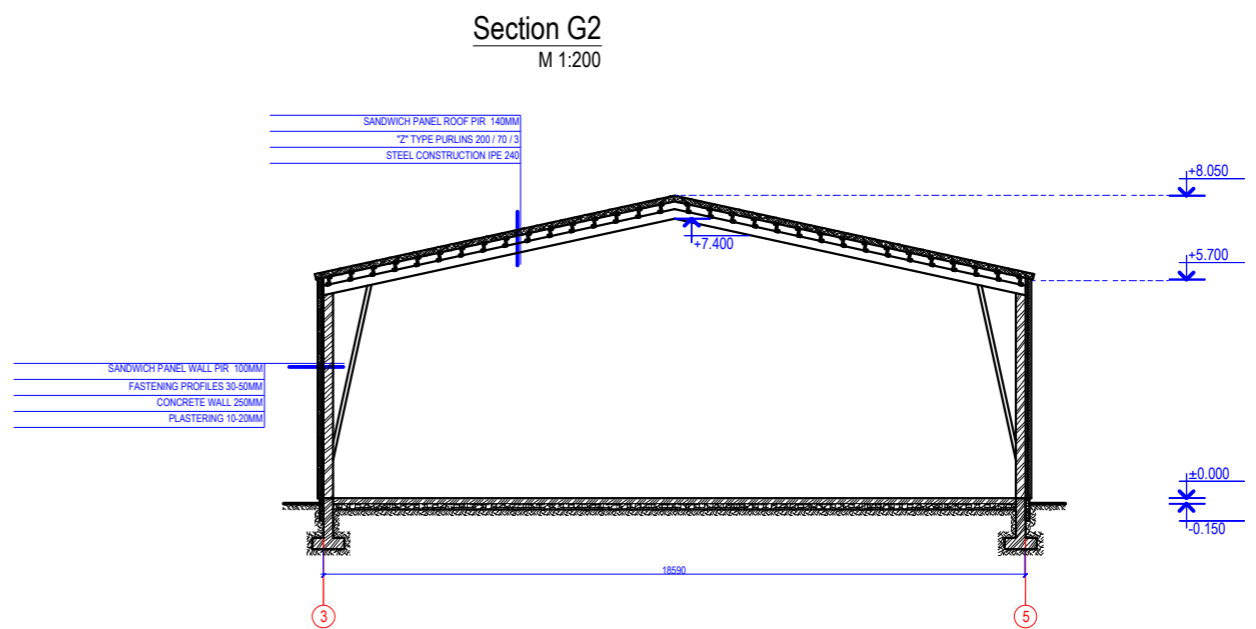 Section G2
M 1:200
SANDWICH PANEL ROOF PIR 140MM
"Z" TYPE PURLINS 200 / 70 / 3
STEEL CONSTRUCTION IPE 240
+8.050
+7.400
+5.700
SANDWICH PANEL WALL PIR 100MM
FASTENING PROFILES 30-50MM
CONCRETE WALL 250MM
PLASTERING 10-20MM
±0.000
-0.150
18590
3
5